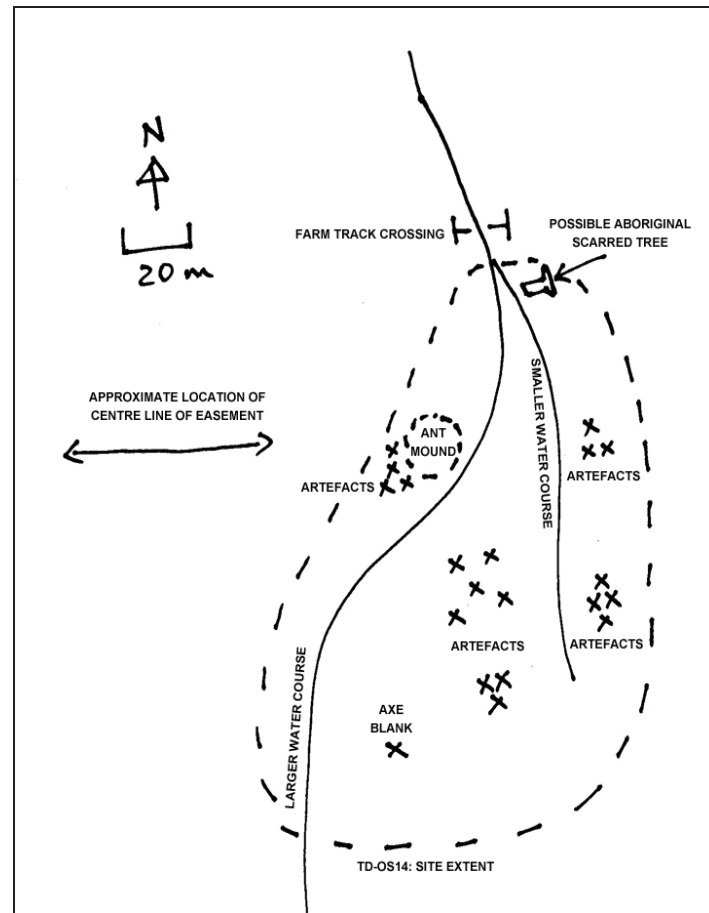 N
20 m
FARM TRACK CROSSING
POSSIBLE ABORIGINAL
SCARRED TREE
APPROXIMATE LOCATION OF
CENTRE LINE OF EASEMENT
ANT
MOUND
ARTEFACTS
SMALLER WATER COURSE
ARTEFACTS
ARTEFACTS
ARTEFACTS
LARGER WATER COURSE
AXE
BLANK
TD-OS14: SITE EXTENT